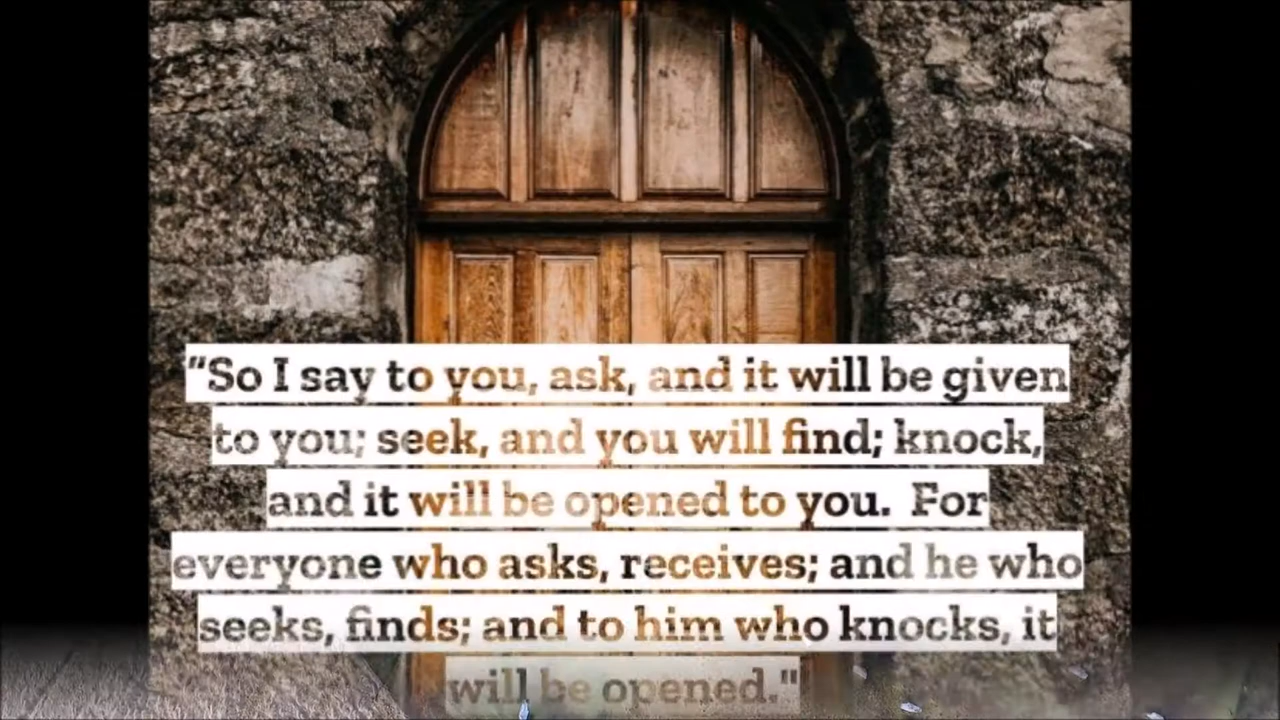 “So I say to you, ask, and it will be given
to you; seek, and you will find; knock,
and it will be opened to you.  For
everyone who asks, receives; and he who
seeks, finds; and to him who knocks, it
will be opened."